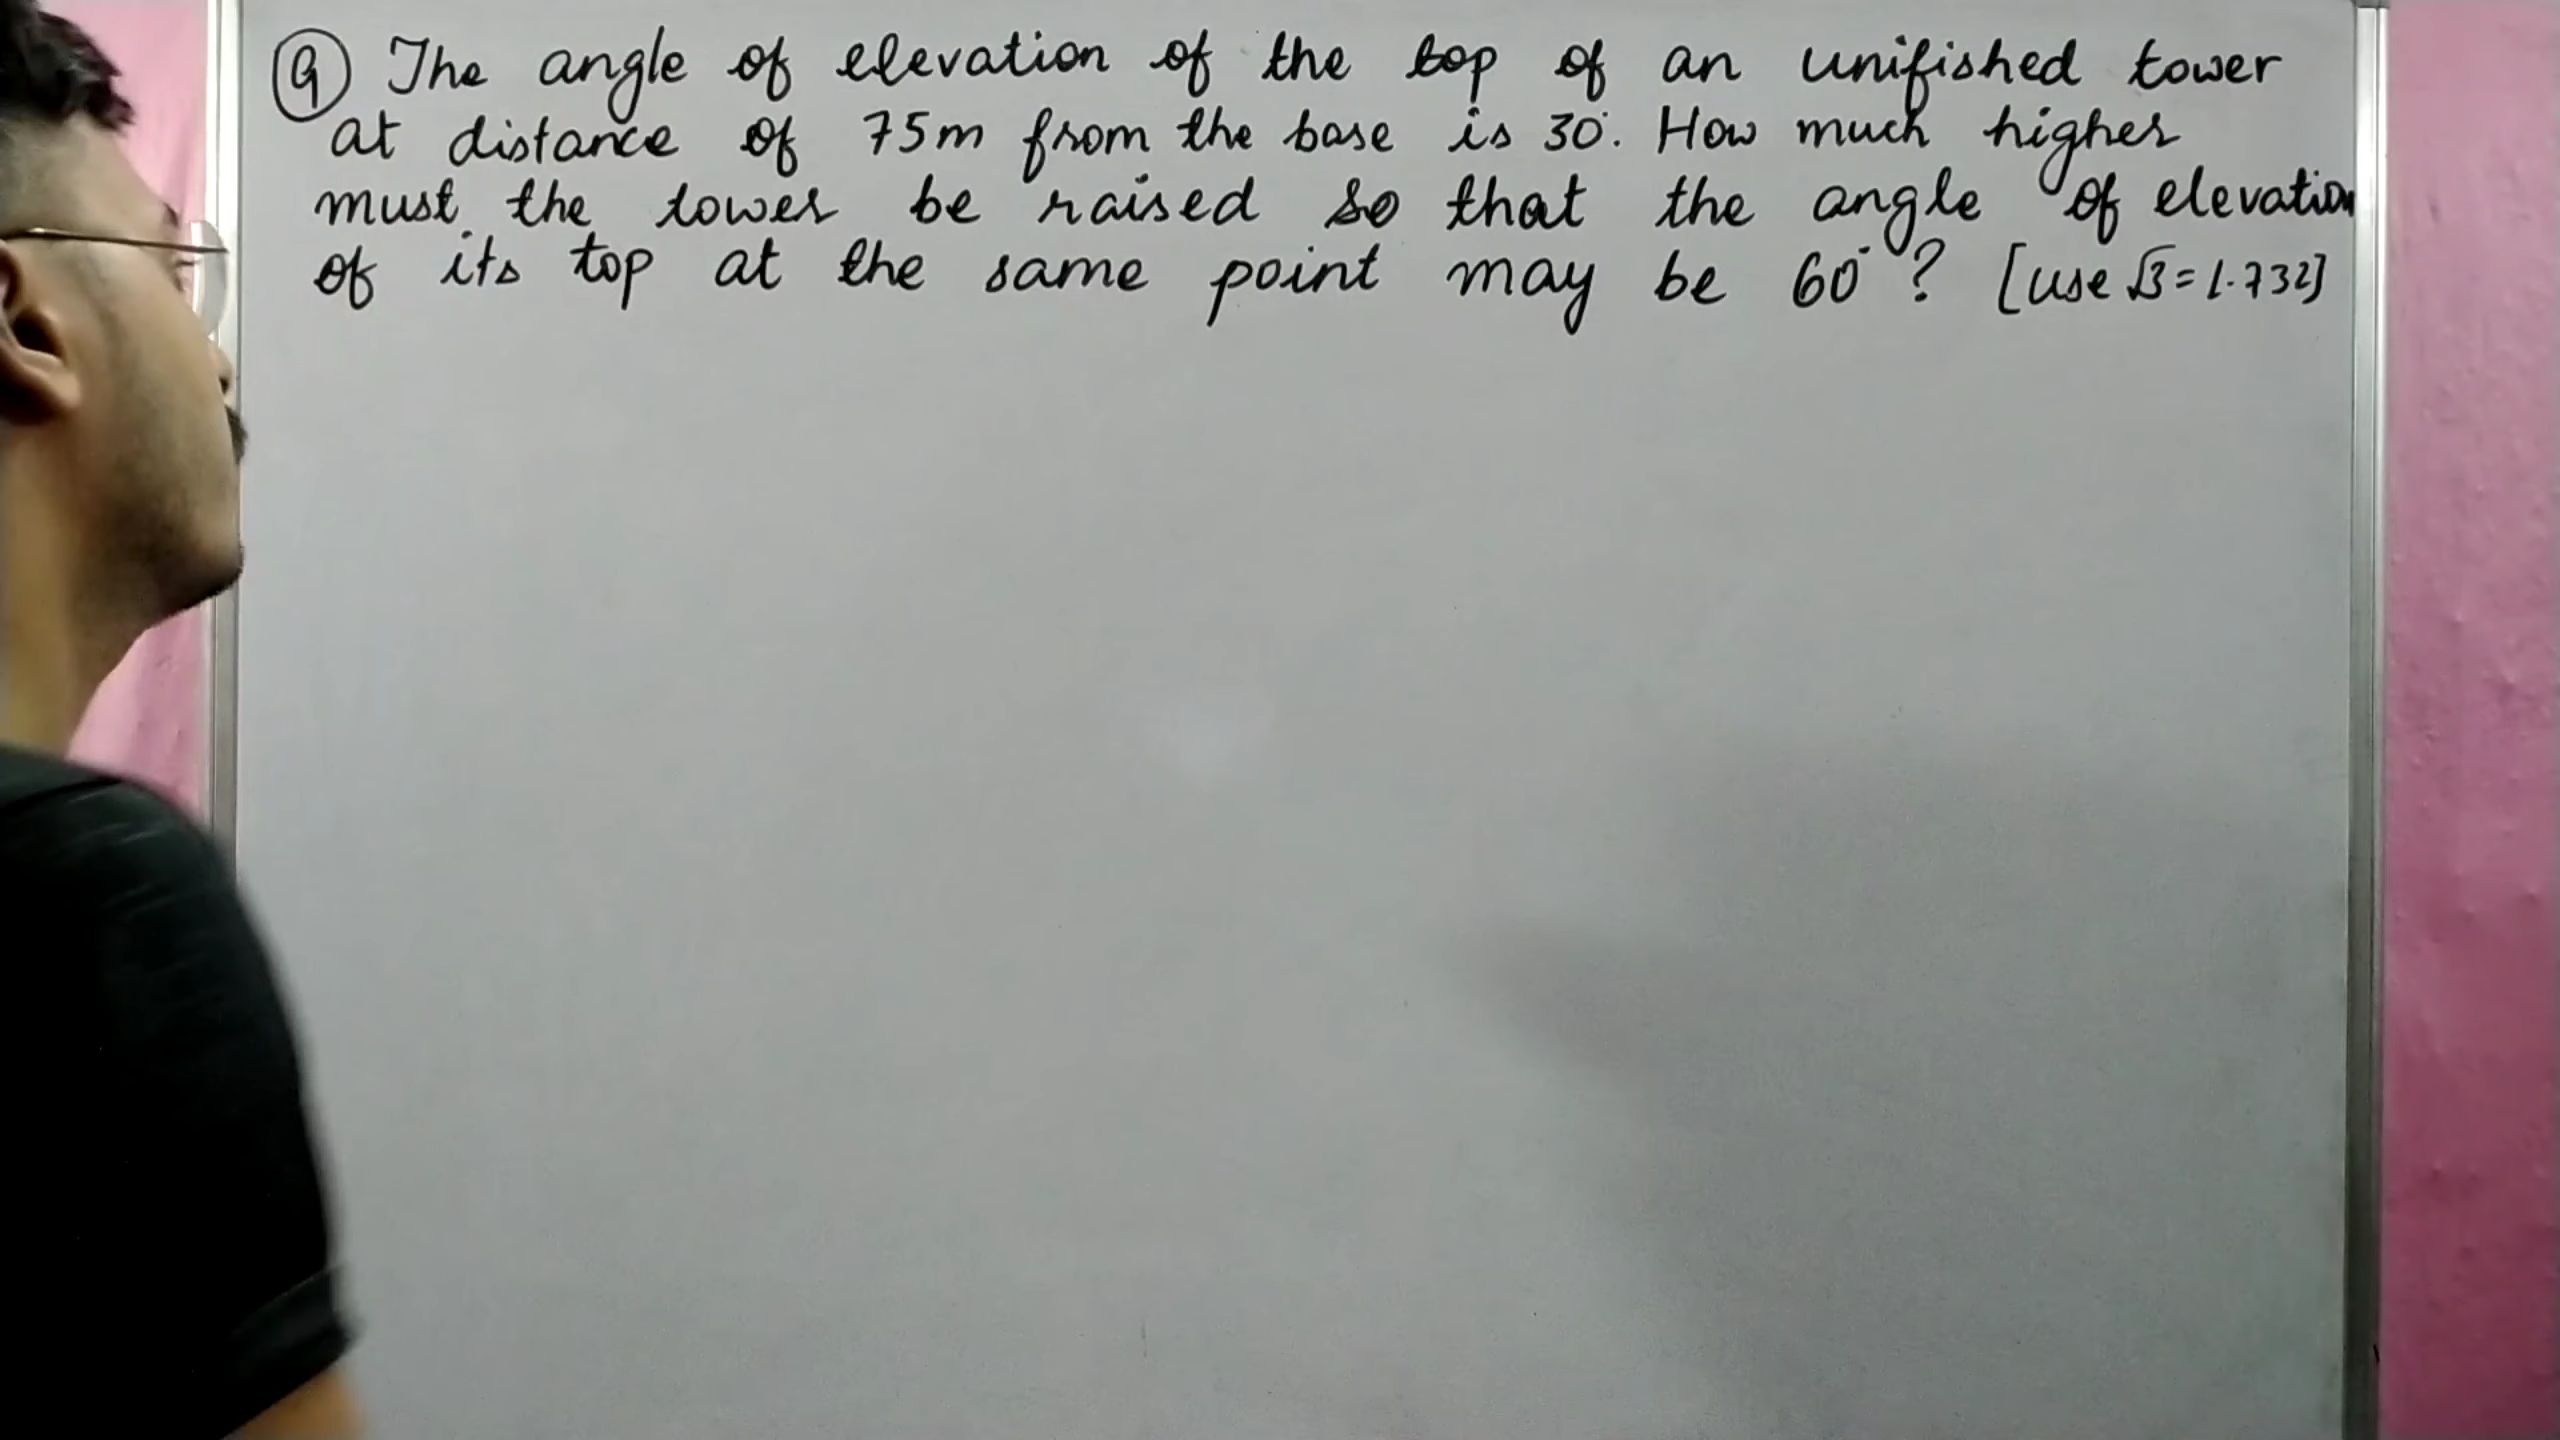 Q The angle of elevation of the top of an unifished tower
at distance of 75m from the base is 30°. How much higher
must the tower be raised so that the angle of elevation
of its top at the same point may be 60° ? [use √3 = 1.732]